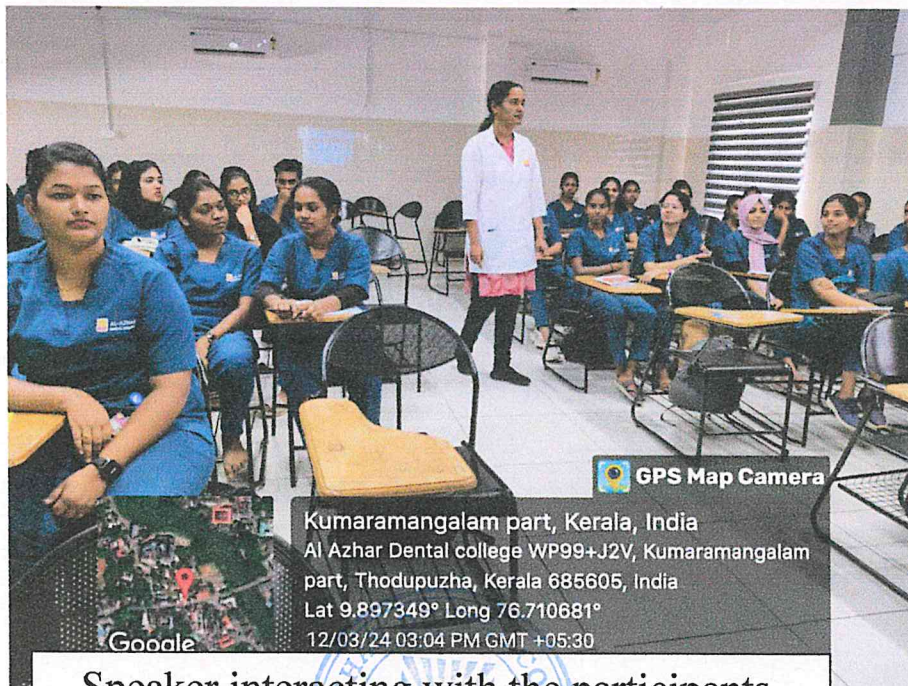 AL-AZHAR
GPS Map Camera
Kumaramangalam part, Kerala, India
Al Azhar Dental college WP99+J2V, Kumaramangalam
part, Thodupuzha, Kerala 685605, India
Lat 9.897349° Long 76.710681°
12/03/24 03:04 PM GMT +05:30
Google
Speaker interacting with the participants